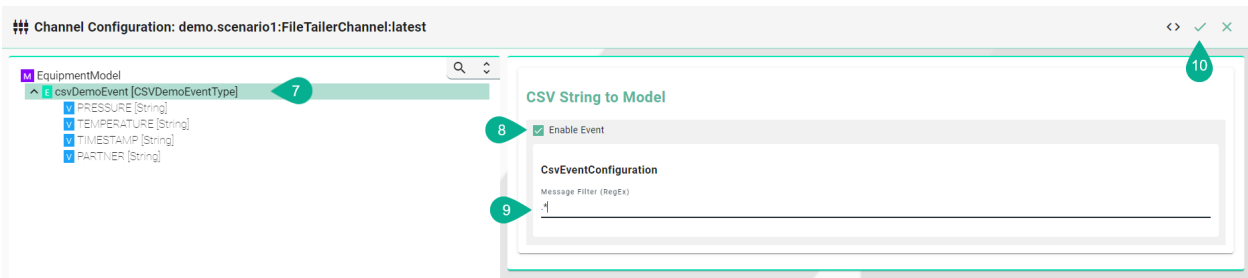 Channel Configuration: demo.scenario1:FileTailerChannel:latest
<>
10
M EquipmentModel
E csvDemoEvent [CSVDemoEventType]
7
V PRESSURE [String]
V TEMPERATURE [String]
V TIMESTAMP [String]
V PARTNER [String]
CSV String to Model
8
Enable Event
CsvEventConfiguration
Message Filter (RegEx)
9
.*